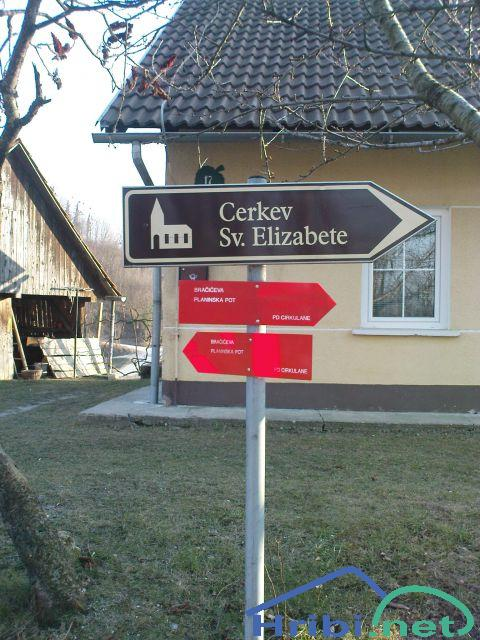 17
Cerkev
Sv. Elizabete
BRAČIČEVA
PLANINSKA POT
PD CIRKULANE
BRAČIČEVA
PLANINSKA POT
PD CIRKULANE
Hribi.net